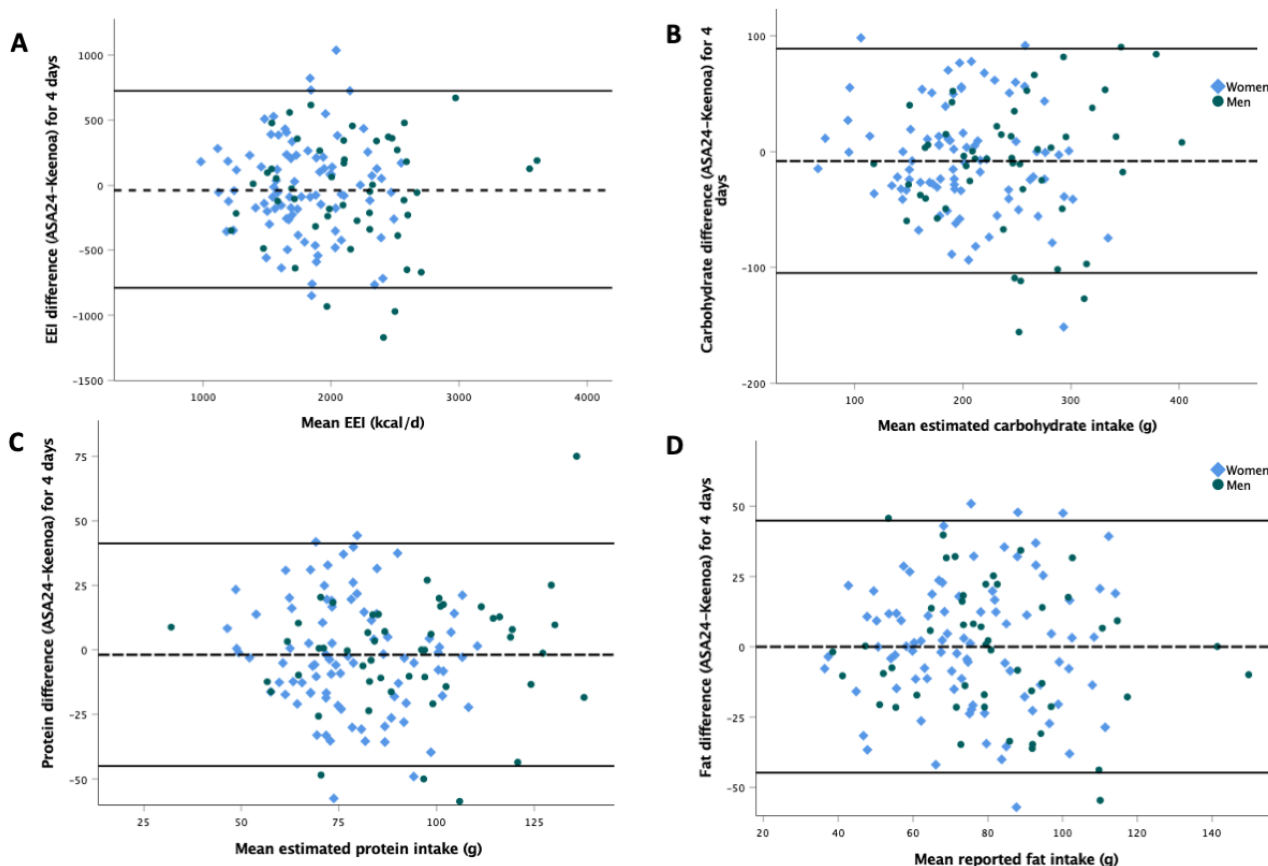 A
EEI difference (ASA24-Keenoa) for 4 days
1000
500
0
-500
-1000
-1500
1000
2000
3000
4000
Mean EEI (kcal/d)
B
Carbohydrate difference (ASA24-Keenoa) for 4
days
100
0
-100
-200
100
200
300
400
Mean estimated carbohydrate intake (g)
Women
Men
C
Protein difference (ASA24-Keenoa) for 4 days
75
50
25
0
-25
-50
25
50
75
100
125
Mean estimated protein intake (g)
D
Fat difference (ASA24-Keenoa) for 4 days
50
25
0
-25
-50
20
40
60
80
100
120
140
Mean reported fat intake (g)
Women
Men